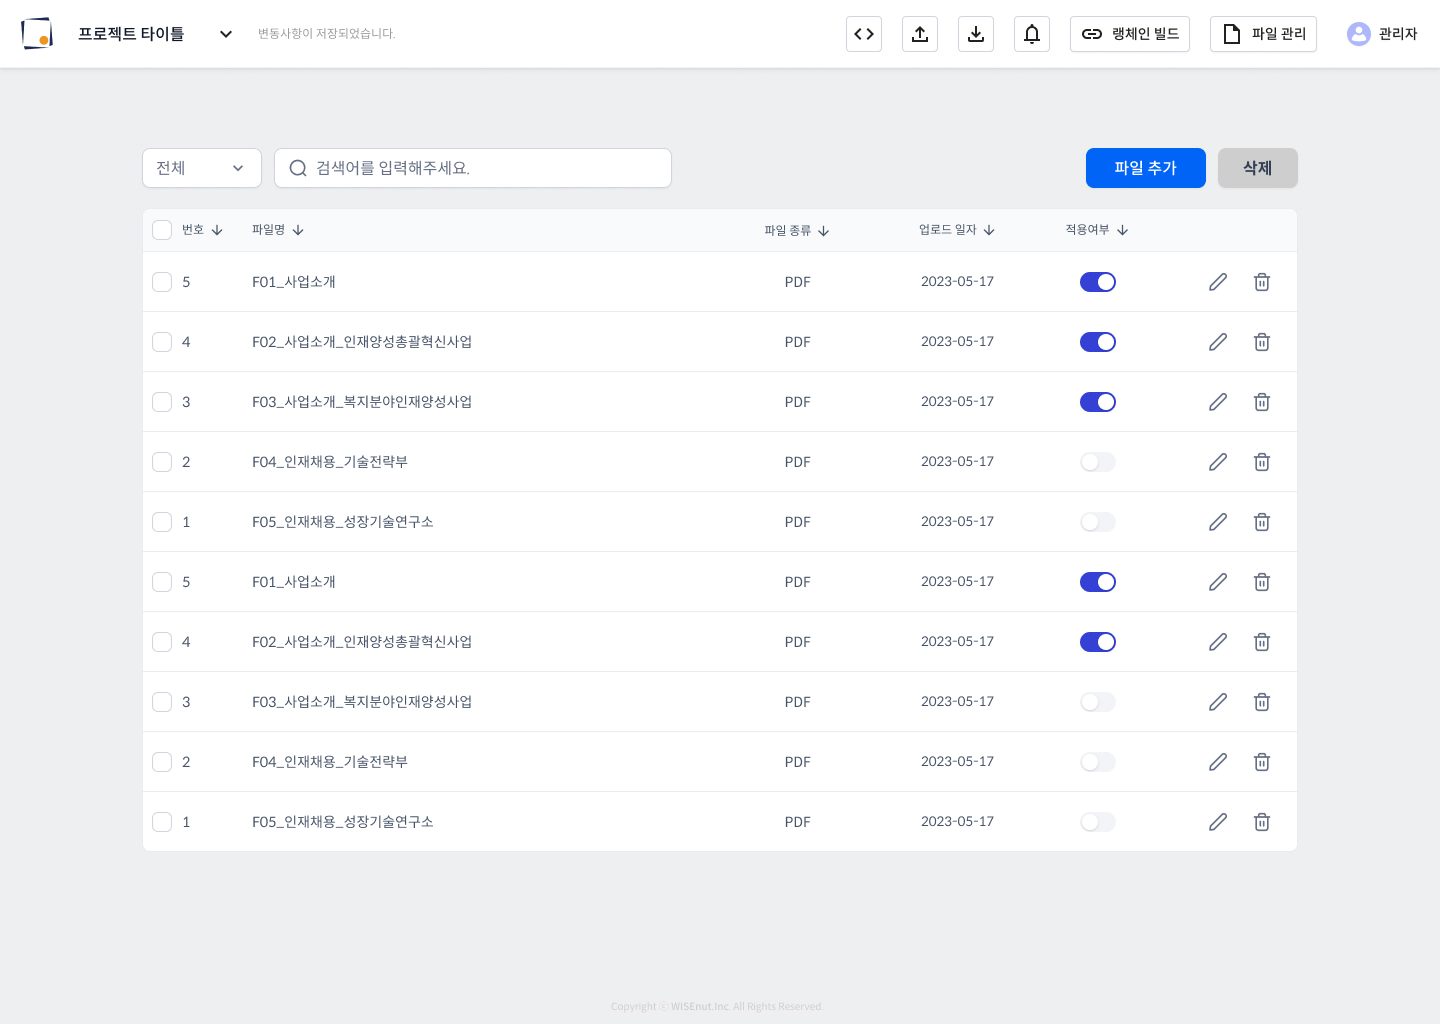 프로젝트 타이틀 변동사항이 저장되었습니다. 랭체인 빌드 파일 관리 관리자
전체 검색어를 입력해주세요. 파일 추가 삭제
번호 파일명 파일 종류 업로드 일자 적용여부
5 F01_사업소개 PDF 2023-05-17
4 F02_사업소개_인재양성총괄혁신사업 PDF 2023-05-17
3 F03_사업소개_복지분야인재양성사업 PDF 2023-05-17
2 F04_인재채용_기술전략부 PDF 2023-05-17
1 F05_인재채용_성장기술연구소 PDF 2023-05-17
5 F01_사업소개 PDF 2023-05-17
4 F02_사업소개_인재양성총괄혁신사업 PDF 2023-05-17
3 F03_사업소개_복지분야인재양성사업 PDF 2023-05-17
2 F04_인재채용_기술전략부 PDF 2023-05-17
1 F05_인재채용_성장기술연구소 PDF 2023-05-17
Copyright ⓒ WISEnut.Inc. All Rights Reserved.